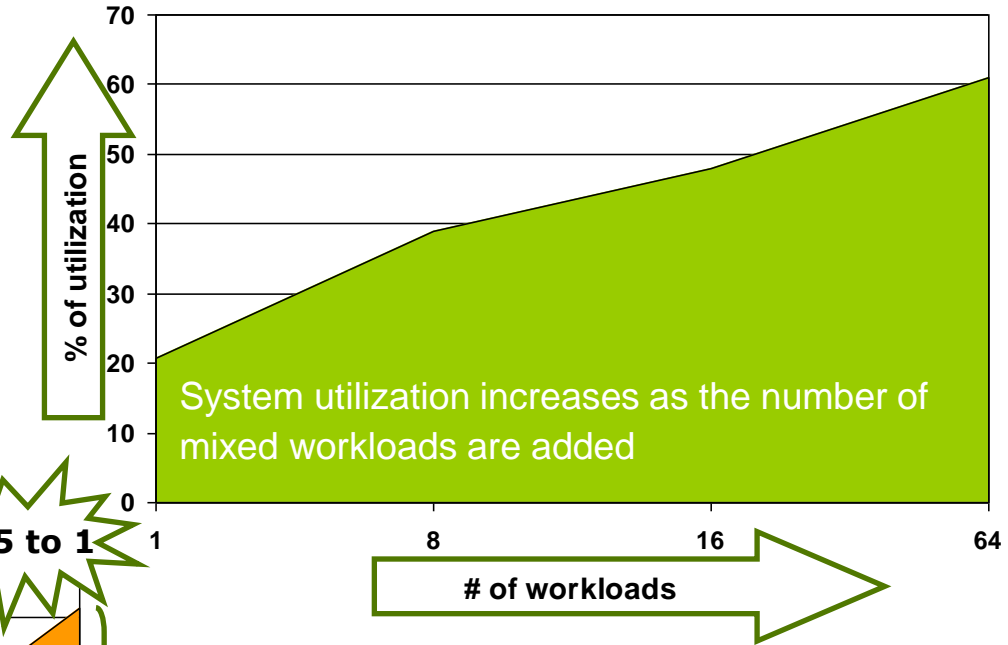 70
60
50
40
30
20
10
0
% of utilization
System utilization increases as the number of
mixed workloads are added
1 8 16 64
5 to 1
# of workloads